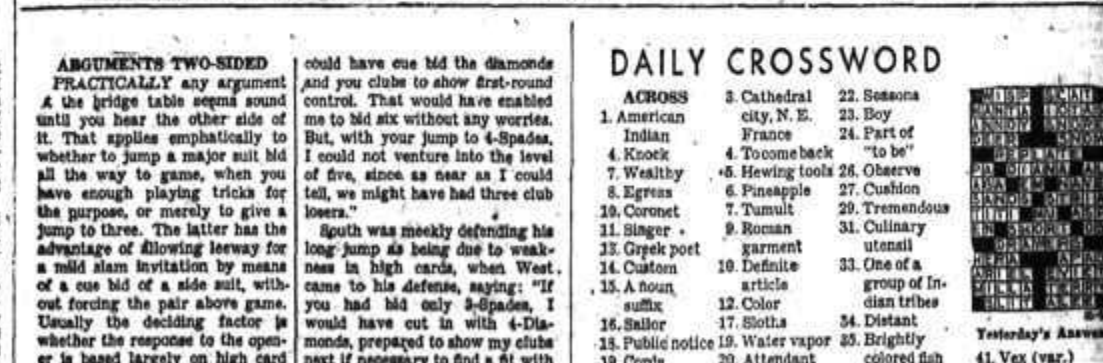 ARGUMENTS TWO-SIDED
PRACTICALLY any argument
at the bridge table seems sound
until you hear the other side of
it. That applies emphatically to
whether to jump a major suit bid
all the way to game, when you
have enough playing tricks for
the purpose, or merely to give a
jump to three. The latter has the
advantage of allowing leeway for
a mild slam invitation by means
of a cue bid of a side suit, with-
out forcing the pair above game.
Usually the deciding factor is
whether the response to the open-
er is based largely on high card
could have cue bid the diamonds
and you clubs to show first-round
control. That would have enabled
me to bid six without any worries.
But, with your jump to 4-Spades,
I could not venture into the level
of five, since as near as I could
tell, we might have had three club
losers."
South was meekly defending his
long jump as being due to weak-
ness in high cards, when West
came to his defense, saying: "If
you had bid only 3-Spades, I
would have cut in with 4-Dia-
monds, prepared to show my clubs
next if necessary to find a fit with
DAILY CROSSWORD
ACROSS
1. American
Indian
4. Knock
7. Wealthy
8. Egress
10. Coronet
11. Singer
13. Greek poet
14. Custom
15. A noun
suffix
16. Sailor
18. Public notice
19. Cords
3. Cathedral
city, N. E.
France
4. To come back
5. Hewing tools
6. Pineapple
7. Tumult
9. Roman
garment
10. Definite
article
12. Color
17. Sloths
19. Water vapor
20. Attendant
22. Seasons
23. Boy
24. Part of
"to be"
26. Observe
27. Cushion
29. Tremendous
31. Culinary
utensil
33. One of a
group of In-
dian tribes
34. Distant
35. Brightly
colored fish
Yesterday's Answer
41. Vex (var.)